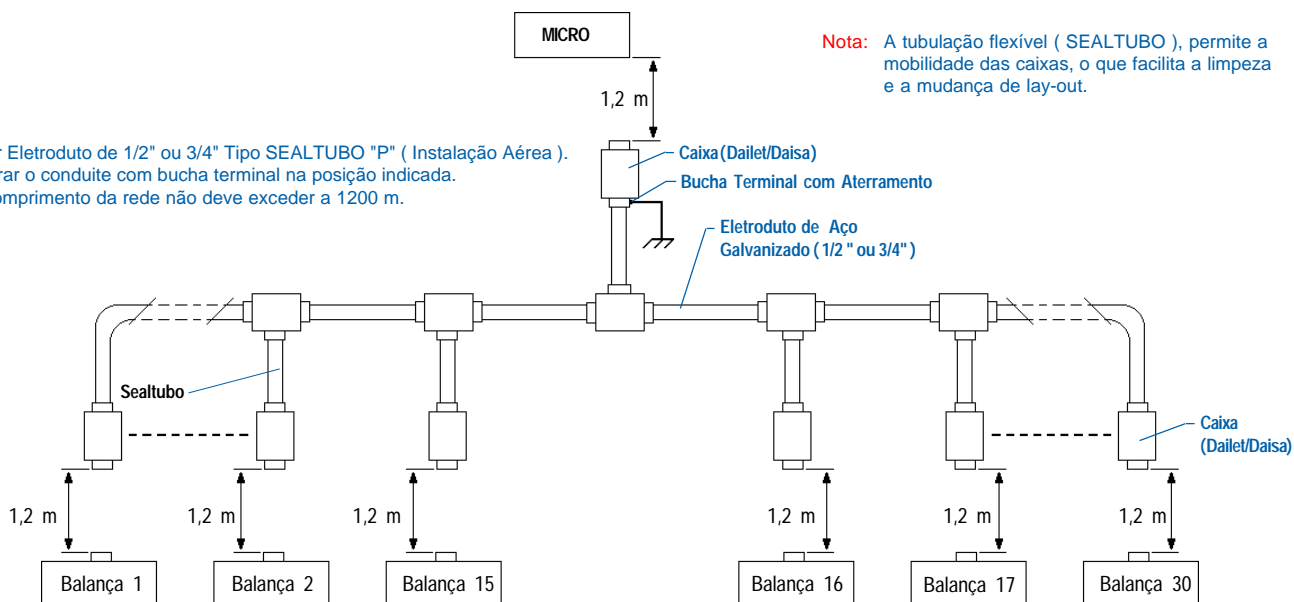 MICRO
Nota: A tubulação flexível ( SEALTUBO ), permite a
mobilidade das caixas, o que facilita a limpeza
e a mudança de lay-out.
1,2 m
Eletroduto de 1/2" ou 3/4" Tipo SEALTUBO "P" ( Instalação Aérea ).
o conduite com bucha terminal na posição indicada.
da rede não deve exceder a 1200 m.
Caixa (Dailet/Daisa)
Bucha Terminal com Aterramento
Eletroduto de Aço
Galvanizado ( 1/2 " ou 3/4" )
Sealtubo
Caixa
(Dailet/Daisa)
1,2 m 1,2 m 1,2 m 1,2 m 1,2 m 1,2 m
Balança 1 Balança 2 Balança 15 Balança 16 Balança 17 Balança 30